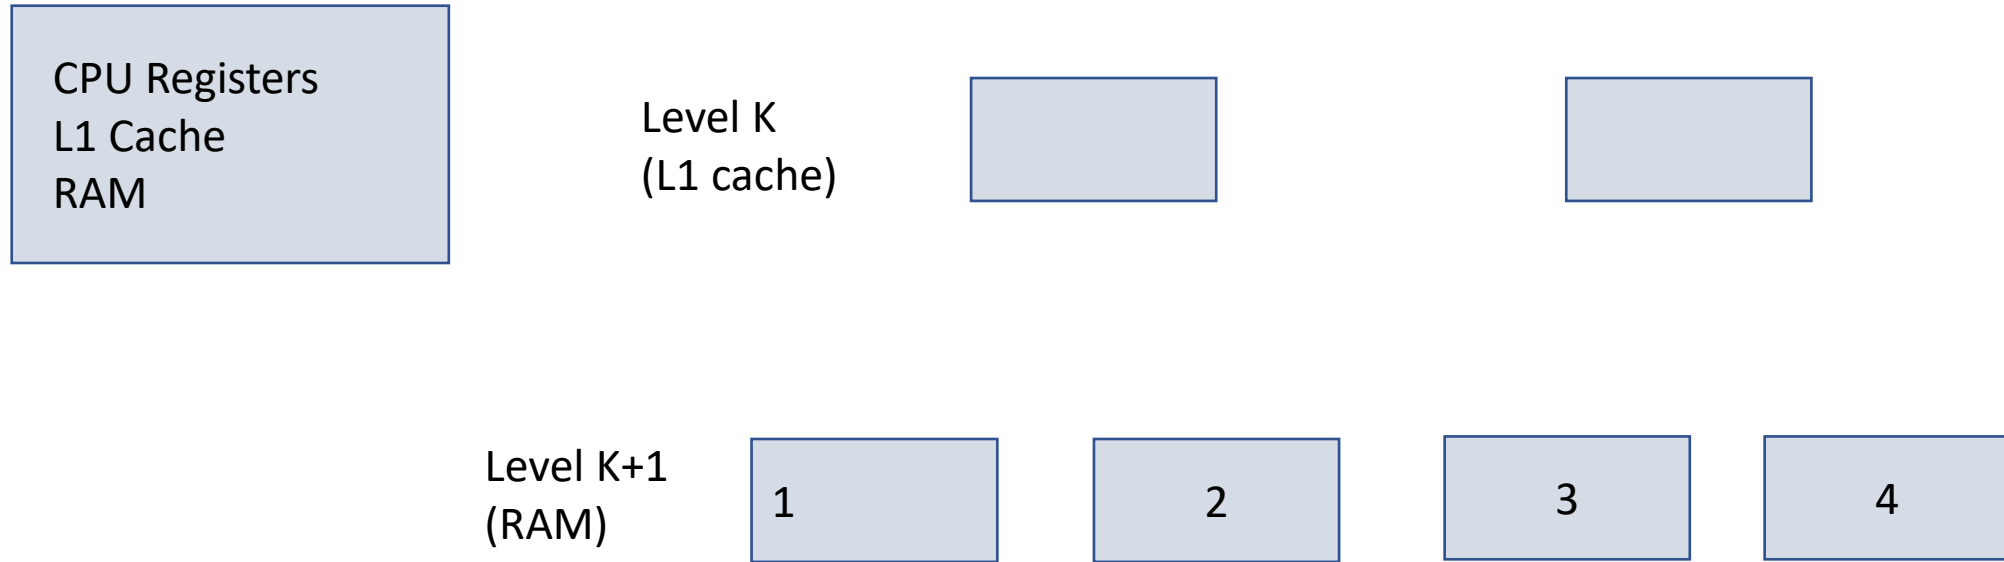 CPU Registers
L1 Cache
RAM
Level K
(L1 cache)
Level K+1
(RAM)
1
2
3
4